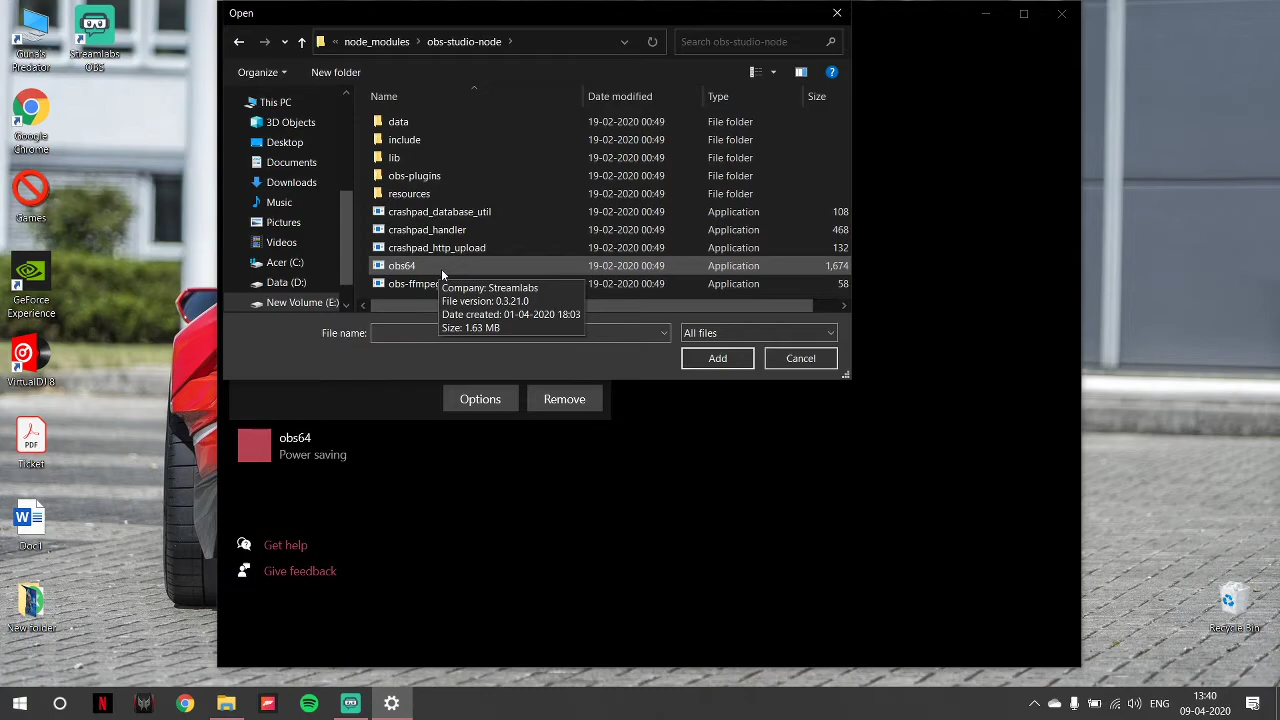 Open
« node_modules › obs-studio-node ›
Search obs-studio-node
Organize
New folder
?
Name
Date modified
Type
Size
This PC
3D Objects
Desktop
Documents
Downloads
Music
Pictures
Videos
Acer (C:)
Data (D:)
New Volume (E:)
data 19-02-2020 00:49 File folder
include 19-02-2020 00:49 File folder
lib 19-02-2020 00:49 File folder
obs-plugins 19-02-2020 00:49 File folder
resources 19-02-2020 00:49 File folder
crashpad_database_util 19-02-2020 00:49 Application 108
crashpad_handler 19-02-2020 00:49 Application 468
crashpad_http_upload 19-02-2020 00:49 Application 132
obs64 19-02-2020 00:49 Application 1,674
19-02-2020 00:49 Application 58
Company: Streamlabs
File version: 0.3.21.0
Date created: 01-04-2020 18:03
Size: 1.63 MB
File name:
All files
Add
Cancel
Options
Remove
obs64
Power saving
Get help
Give feedback
Guna's
Predator
Streamlabs
OBS
Google
Chrome
Games
GeForce
Experience
VirtualDJ 8
PDF
Ticket
Doc1
New folder
Recycle Bin
ENG
13:40
09-04-2020